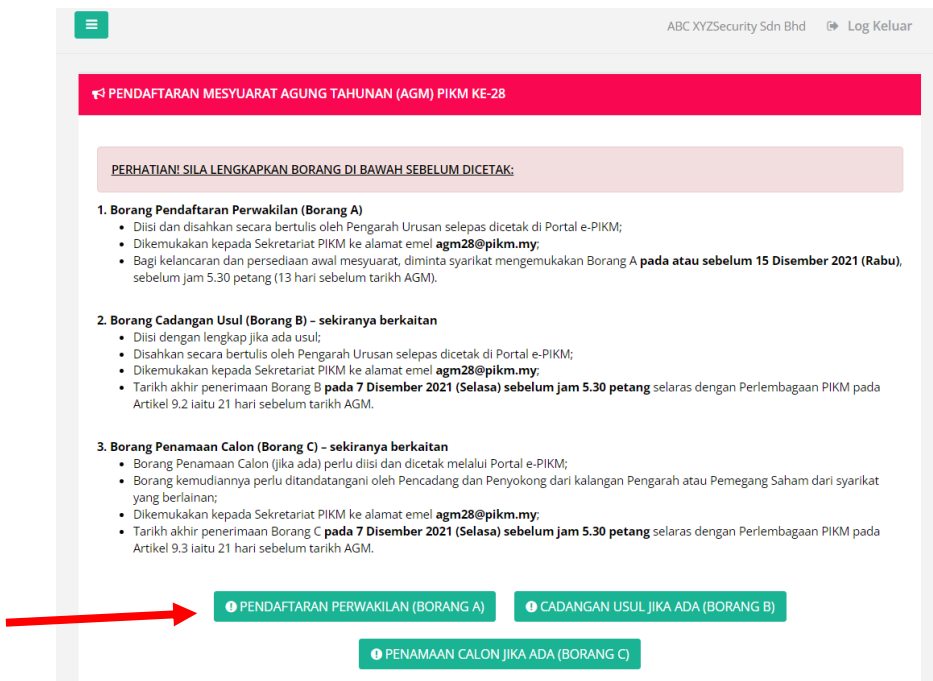 ABC XYZSecurity Sdn Bhd Log Keluar
PENDAFTARAN MESYUARAT AGUNG TAHUNAN (AGM) PIKM KE-28
PERHATIAN! SILA LENGKAPKAN BORANG DI BAWAH SEBELUM DICETAK:
1. Borang Pendaftaran Perwakilan (Borang A)
• Diisi dan disahkan secara bertulis oleh Pengarah Urusan selepas dicetak di Portal e-PIKM;
• Dikemukakan kepada Sekretariat PIKM ke alamat emel agm28@pikm.my;
• Bagi kelancaran dan persediaan awal mesyuarat, diminta syarikat mengemukakan Borang A pada atau sebelum 15 Disember 2021 (Rabu),
sebelum jam 5.30 petang (13 hari sebelum tarikh AGM).
2. Borang Cadangan Usul (Borang B) – sekiranya berkaitan
• Diisi dengan lengkap jika ada usul;
• Disahkan secara bertulis oleh Pengarah Urusan selepas dicetak di Portal e-PIKM;
• Dikemukakan kepada Sekretariat PIKM ke alamat emel agm28@pikm.my;
• Tarikh akhir penerimaan Borang B pada 7 Disember 2021 (Selasa) sebelum jam 5.30 petang selaras dengan Perlembagaan PIKM pada
Artikel 9.2 iaitu 21 hari sebelum tarikh AGM.
3. Borang Penamaan Calon (Borang C) – sekiranya berkaitan
• Borang Penamaan Calon (jika ada) perlu diisi dan dicetak melalui Portal e-PIKM;
• Borang kemudiannya perlu ditandatangani oleh Pencadang dan Penyokong dari kalangan Pengarah atau Pemegang Saham dari syarikat
yang berlainan;
• Dikemukakan kepada Sekretariat PIKM ke alamat emel agm28@pikm.my;
• Tarikh akhir penerimaan Borang C pada 7 Disember 2021 (Selasa) sebelum jam 5.30 petang selaras dengan Perlembagaan PIKM pada
Artikel 9.3 iaitu 21 hari sebelum tarikh AGM.
PENDAFTARAN PERWAKILAN (BORANG A)
CADANGAN USUL JIKA ADA (BORANG B)
PENAMAAN CALON JIKA ADA (BORANG C)